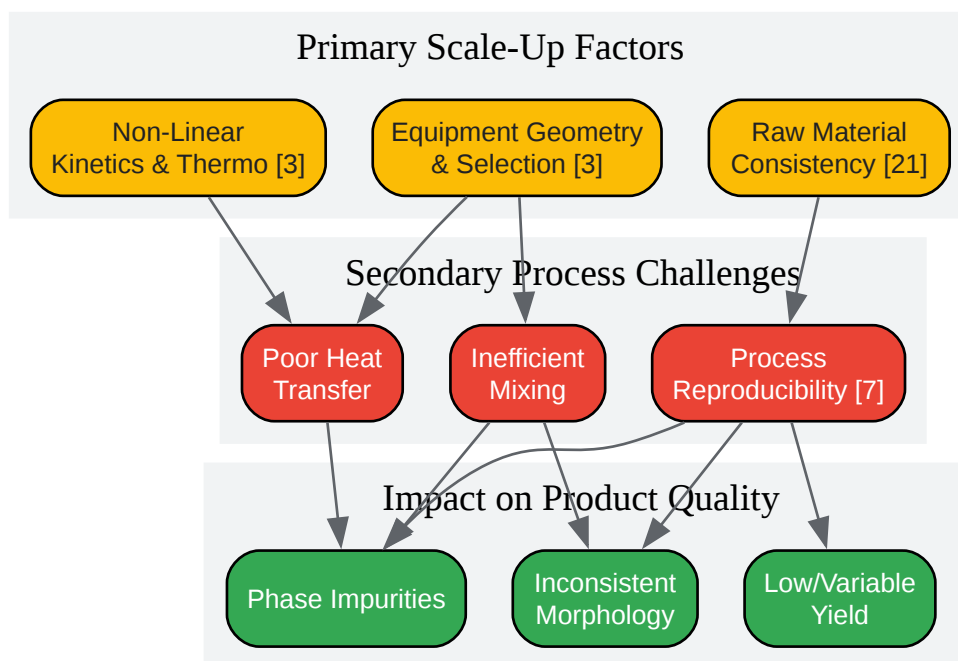 Primary Scale-Up Factors
Non-Linear
Kinetics & Thermo [3]
Equipment Geometry
& Selection [3]
Raw Material
Consistency [21]
Secondary Process Challenges
Poor Heat
Transfer
Inefficient
Mixing
Process
Reproducibility [7]
Impact on Product Quality
Phase Impurities
Inconsistent
Morphology
Low/Variable
Yield